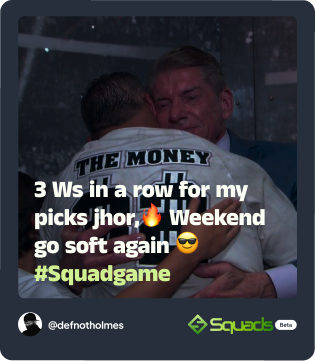 THE MONEY
3 Ws in a row for my
picks jhor,🔥 Weekend
go soft again 😎
#Squadgame
@defnotholmes
Squads Beta